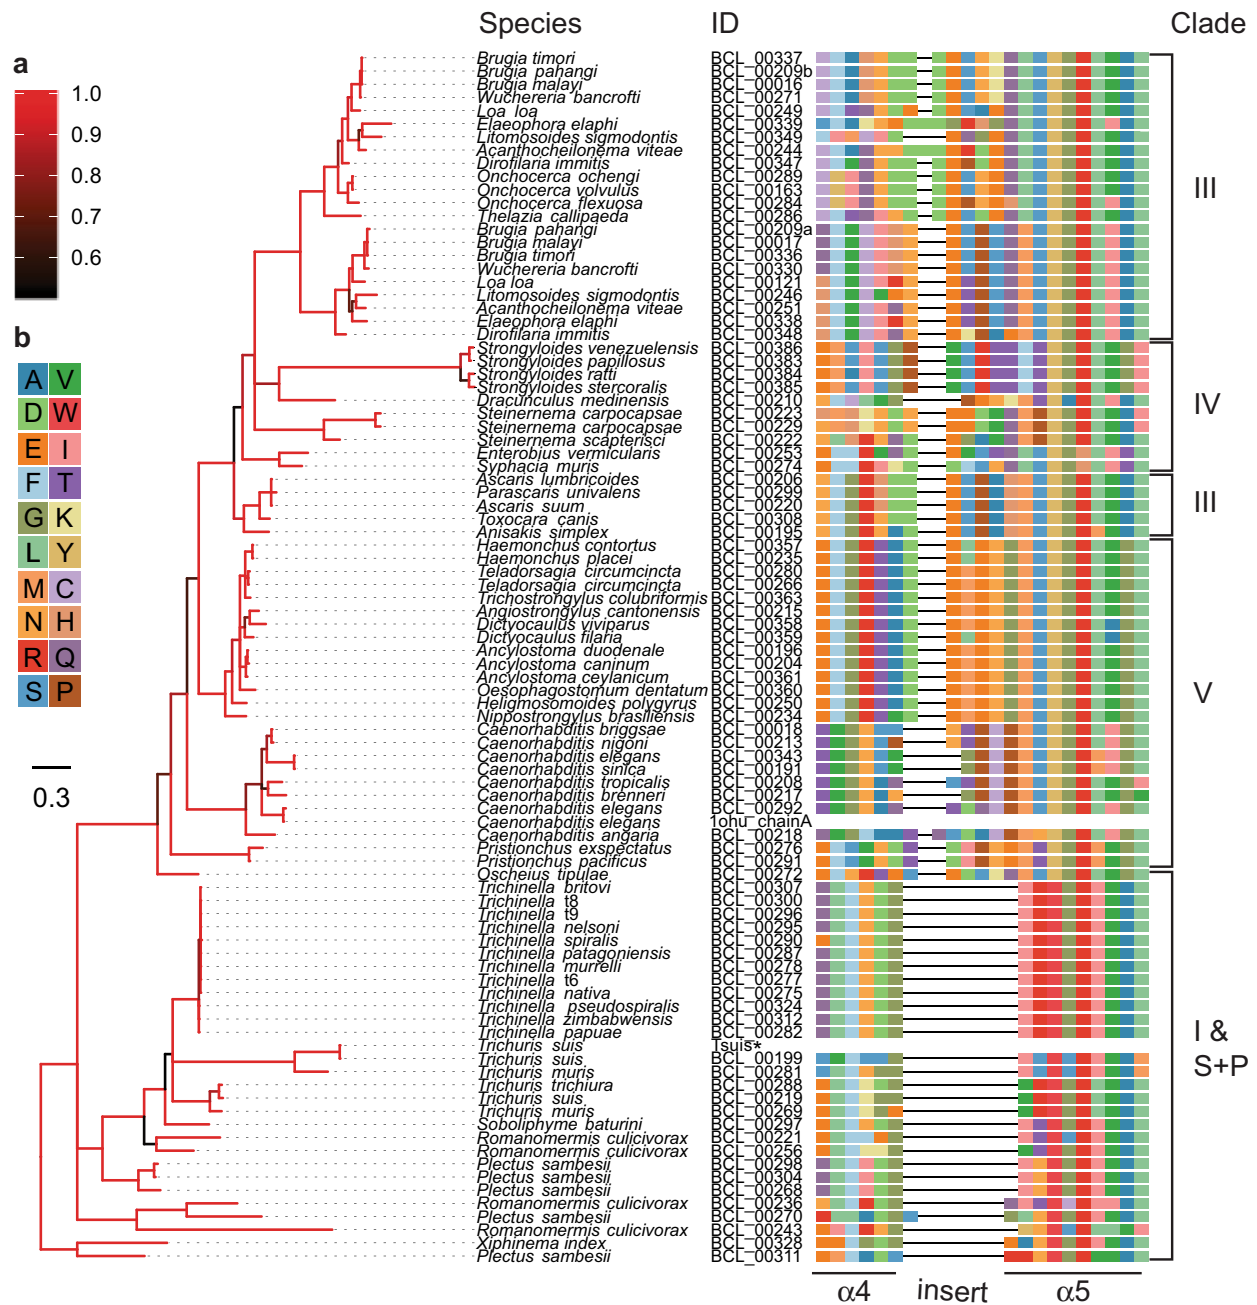 Species ID Clade
a
1.0
0.9
0.8
0.7
0.6
b
A V
D W
E I
F T
G K
L Y
M C
N H
R Q
S P
0.3
Brugia timori BCL_00337
Brugia pahangi BCL_00209b
Brugia malayi BCL_00016
Wuchereria bancrofti BCL_00271
Loa loa BCL_00249
Elaeophora elaphi BCL_00339
Litomosoides sigmodontis BCL_00349
Acanthocheilonema viteae BCL_00244
Dirofilaria immitis BCL_00347
Onchocerca ochengi BCL_00289
Onchocerca volvulus BCL_00163
Onchocerca flexuosa BCL_00284
Thelazia callipaeda BCL_00286
Brugia pahangi BCL_00209a
Brugia malayi BCL_00017
Brugia timori BCL_00336
Wuchereria bancrofti BCL_00330
Loa loa BCL_00121
Litomosoides sigmodontis BCL_00246
Acanthocheilonema viteae BCL_00251
Elaeophora elaphi BCL_00338
Dirofilaria immitis BCL_00348
III
Strongyloides venezuelensis BCL_00386
Strongyloides papillosus BCL_00383
Strongyloides ratti BCL_00384
Strongyloides stercoralis BCL_00385
Dracunculus medinensis BCL_00210
Steinernema carpocapsae BCL_00223
Steinernema carpocapsae BCL_00229
Steinernema scapterisci BCL_00222
Enterobius vermicularis BCL_00253
Syphacia muris BCL_00274
IV
Ascaris lumbricoides BCL_00206
Parascaris univalens BCL_00299
Ascaris suum BCL_00220
Toxocara canis BCL_00308
Anisakis simplex BCL_00195
III
Haemonchus contortus BCL_00357
Haemonchus placei BCL_00235
Teladorsagia circumcincta BCL_00280
Teladorsagia circumcincta BCL_00266
Trichostrongylus colubriformis BCL_00363
Angiostrongylus cantonensis BCL_00215
Dictyocaulus viviparus BCL_00358
Dictyocaulus filaria BCL_00359
Ancylostoma duodenale BCL_00196
Ancylostoma caninum BCL_00204
Ancylostoma ceylanicum BCL_00361
Oesophagostomum dentatum BCL_00360
Heligmosomoides polygyrus BCL_00250
Nippostrongylus brasiliensis BCL_00234
Caenorhabditis briggsae BCL_00018
Caenorhabditis nigoni BCL_00213
Caenorhabditis elegans BCL_00343
Caenorhabditis sinica BCL_00191
Caenorhabditis tropicalis BCL_00208
Caenorhabditis brenneri BCL_00217
Caenorhabditis elegans BCL_00292
Caenorhabditis elegans 1ohu_chainA
Caenorhabditis angaria BCL_00218
Pristionchus exspectatus BCL_00276
Pristionchus pacificus BCL_00291
V
Oscheius tipulae BCL_00272
Trichinella britovi BCL_00307
Trichinella t8 BCL_00300
Trichinella t9 BCL_00296
Trichinella nelsoni BCL_00295
Trichinella spiralis BCL_00290
Trichinella patagoniensis BCL_00287
Trichinella murrelli BCL_00278
Trichinella t6 BCL_00277
Trichinella nativa BCL_00275
Trichinella pseudospiralis BCL_00324
Trichinella zimbabwensis BCL_00312
Trichinella papuae BCL_00282
Trichuris suis Tsuis*
Trichuris suis BCL_00199
Trichuris muris BCL_00281
Trichuris trichiura BCL_00288
Trichuris suis BCL_00219
Trichuris muris BCL_00269
Soboliphyme baturini BCL_00297
Romanomermis culicivorax BCL_00221
Romanomermis culicivorax BCL_00256
Plectus sambesii BCL_00298
Plectus sambesii BCL_00304
Plectus sambesii BCL_00268
Romanomermis culicivorax BCL_00236
Plectus sambesii BCL_00270
Romanomermis culicivorax BCL_00243
Xiphinema index BCL_00328
Plectus sambesii BCL_00311
I &
S+P
α4 insert α5